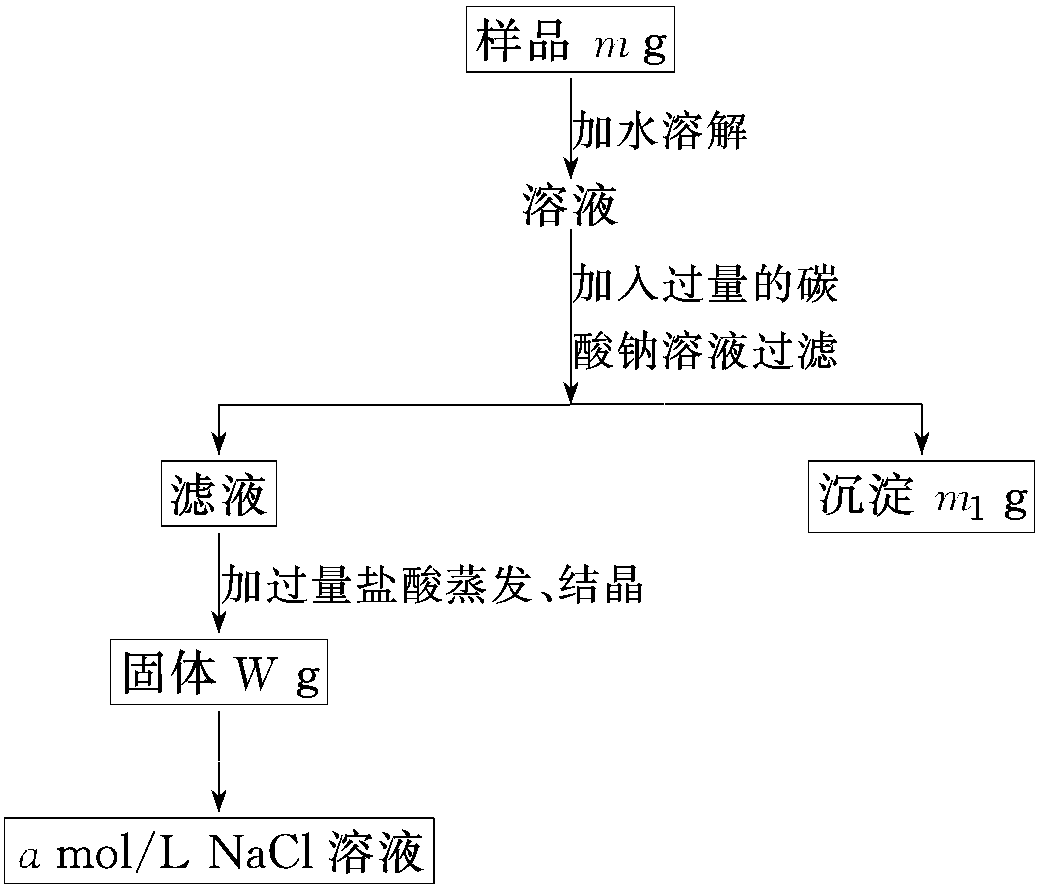 样品 m g
加水溶解
溶液
加入过量的碳
酸钠溶液过滤
滤液
沉淀 m₁ g
加过量盐酸蒸发、结晶
固体 W g
a mol/L NaCl 溶液